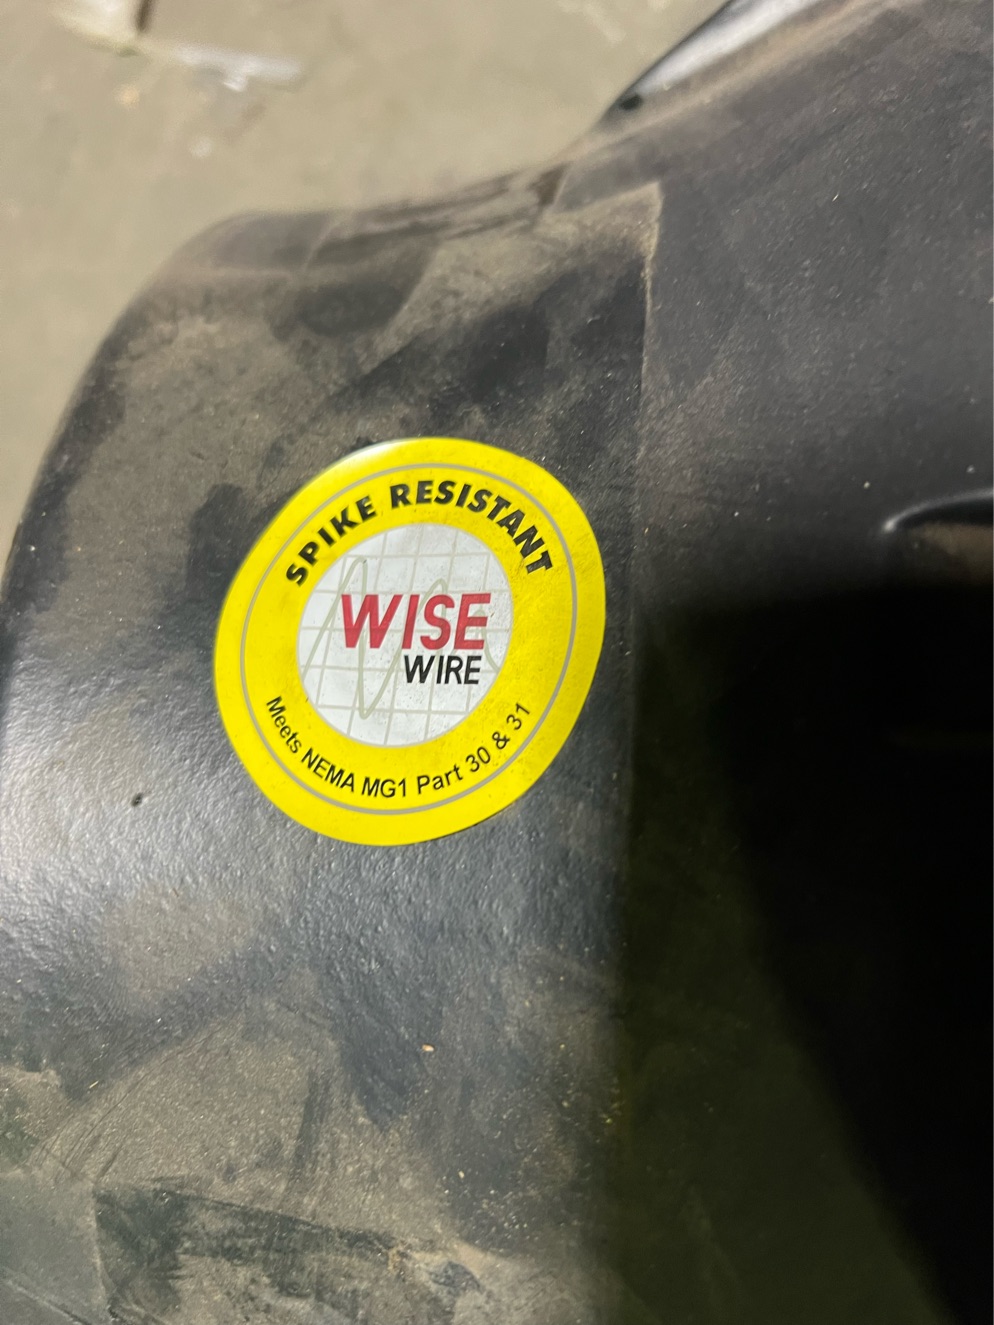 SPIKE RESISTANT
WISE
WIRE
Meets NEMA MG1 Part 30 & 31